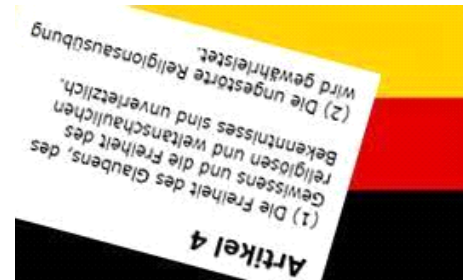 Artikel 4
(1) Die Freiheit des Glaubens, des
Gewissens und die Freiheit des
religiösen und weltanschaulichen
Bekenntnisses sind unverletzlich.
(2) Die ungestörte Religionsausübung
wird gewährleistet.